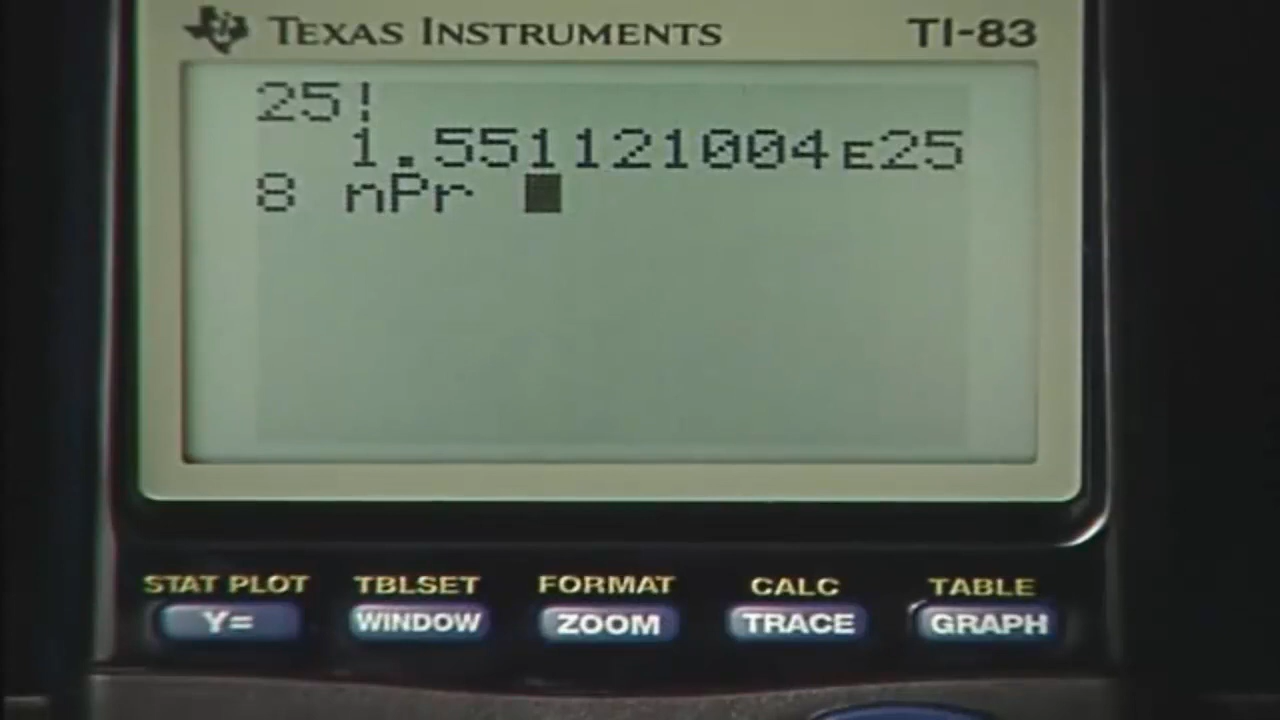 TEXAS INSTRUMENTS TI-83
25!
1.551121004E25
8 nPr
STAT PLOT TBLSET FORMAT CALC TABLE
Y= WINDOW ZOOM TRACE GRAPH